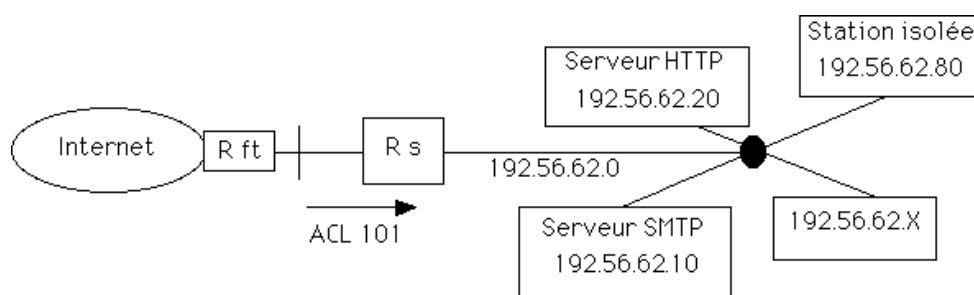 Internet
R ft
ACL 101
R s
192.56.62.0
Serveur HTTP
192.56.62.20
Station isolée
192.56.62.80
Serveur SMTP
192.56.62.10
192.56.62.X